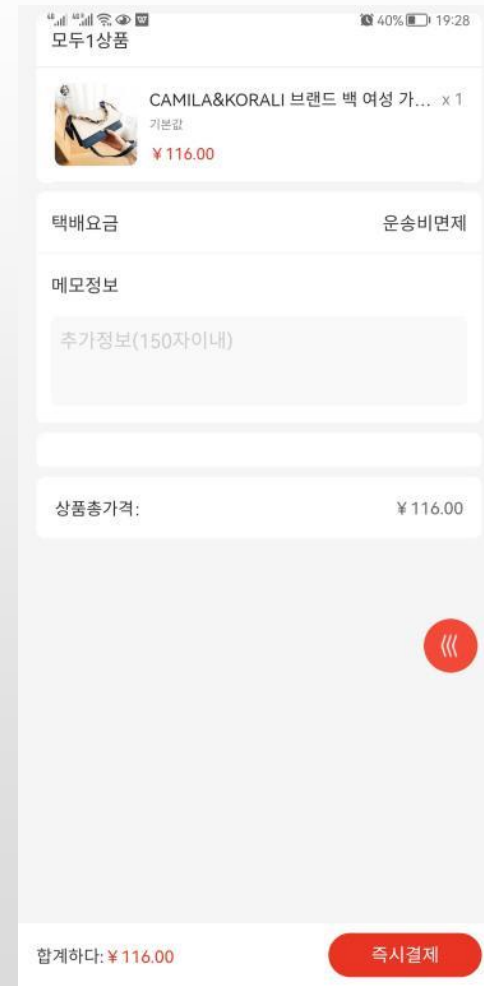 40% 19:28
모두1상품
CAMILA&KORALI 브랜드 백 여성 가... x 1
기본값
¥116.00
택배요금 운송비면제
메모정보
추가정보(150자이내)
상품총가격: ¥116.00
합계하다: ¥116.00 즉시결제